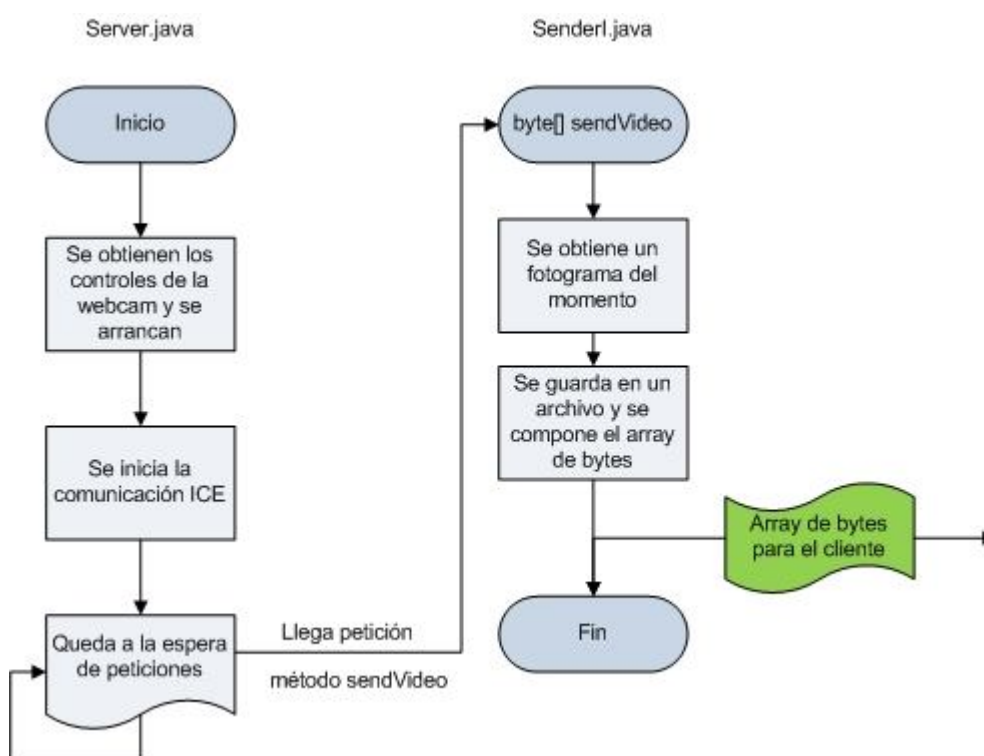 Server.java
SenderI.java
Inicio
byte[] sendVideo
Se obtienen los
controles de la
webcam y se
arrancan
Se obtiene un
fotograma del
momento
Se guarda en un
archivo y se
compone el array
de bytes
Se inicia la
comunicación ICE
Array de bytes
para el cliente
Queda a la espera
de peticiones
Llega petición
método sendVideo
Fin